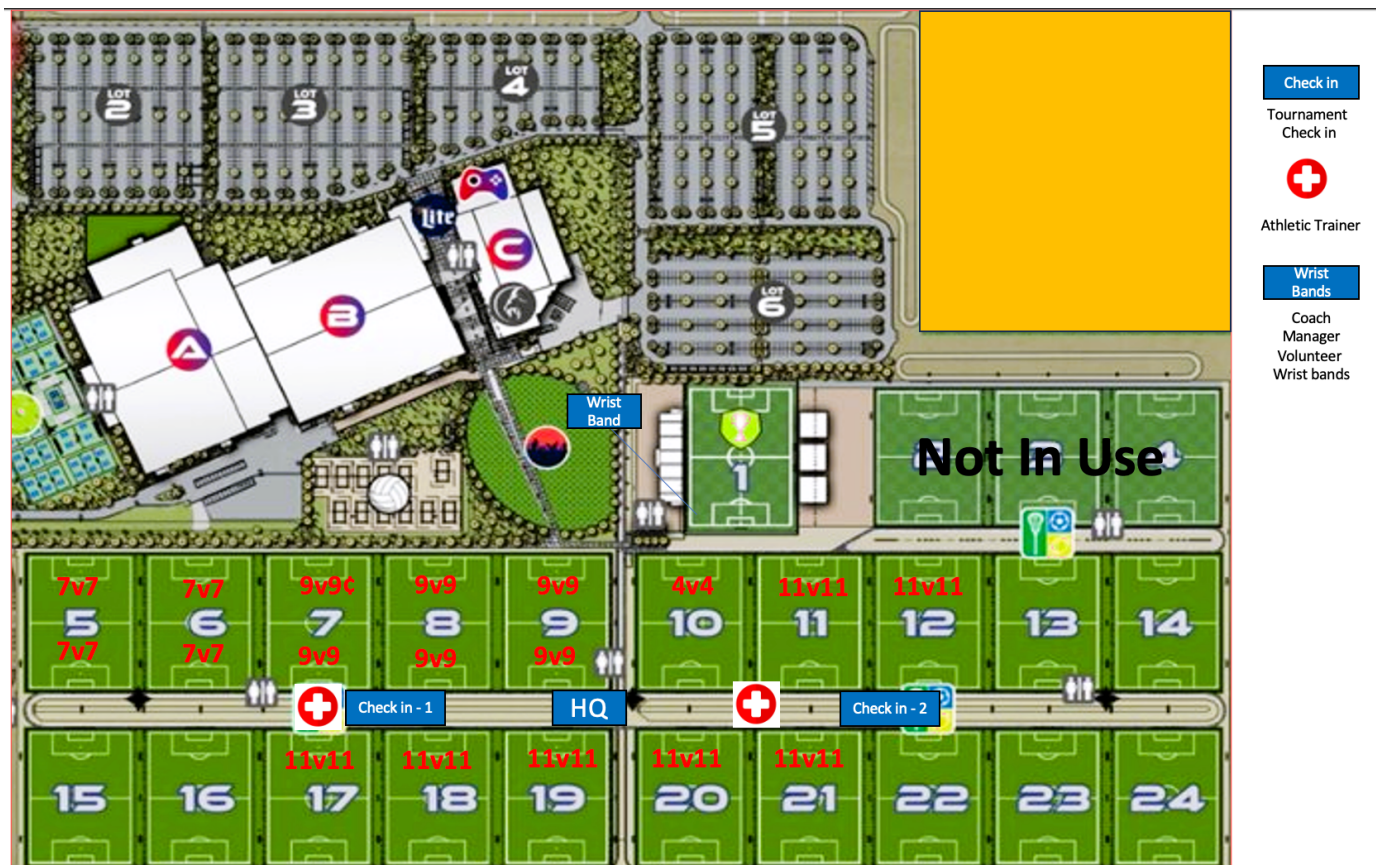 LOT
2
LOT
3
LOT
4
LOT
5
LOT
6
Check in
Tournament
Check in
Athletic Trainer
Wrist
Bands
Coach
Manager
Volunteer
Wrist bands
Lite
C
B
A
Wrist
Band
1
Not In Use
4
7v7
7v7
9v9¢
9v9
9v9
4v4
11v11
11v11
5
6
7
8
9
10
11
12
13
14
7v7
7v7
9v9
9v9
9v9
Check in - 1
HQ
Check in - 2
11v11
11v11
11v11
11v11
11v11
15
16
17
18
19
20
21
22
23
24